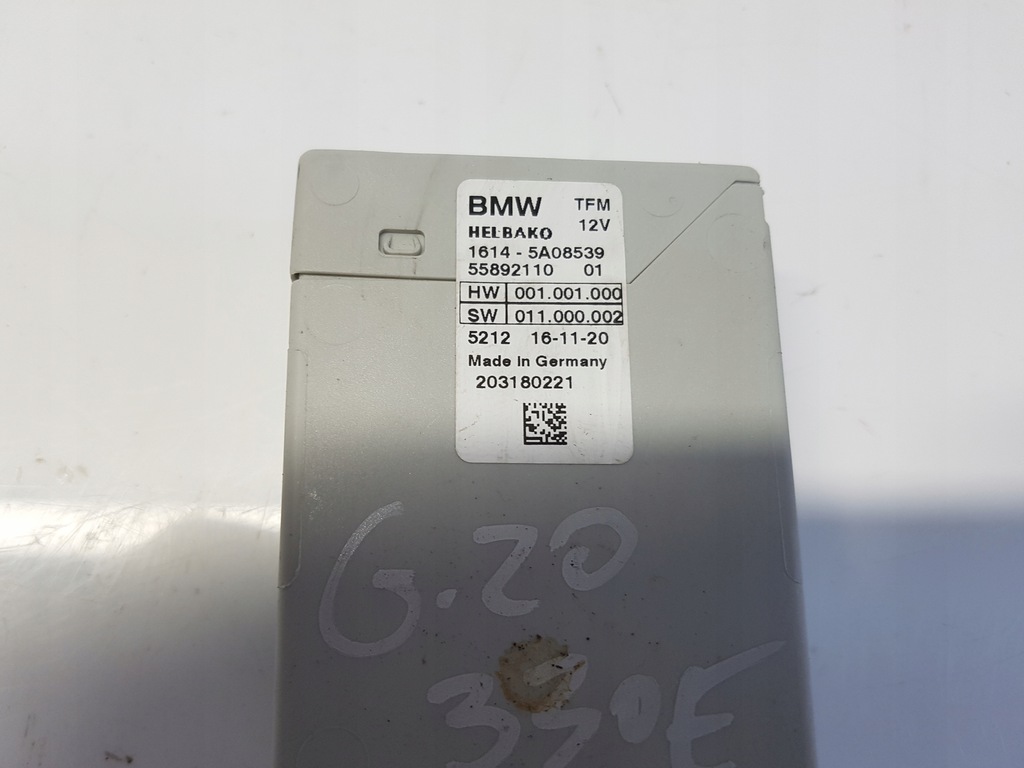 BMW TFM
HELBAKO 12V
1614 - 5A08539
55892110 01
HW 001.001.000
SW 011.000.002
5212 16-11-20
Made in Germany
203180221
G.20
330E